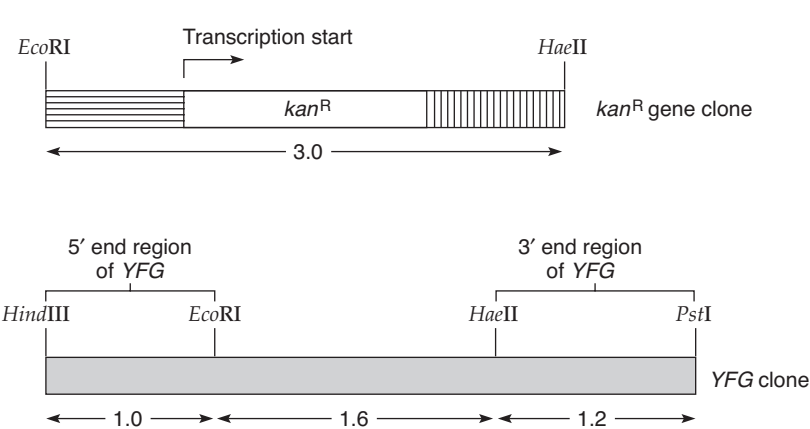 Transcription start
EcoRI
HaeII
kanR
kanR gene clone
3.0
5′ end region
of YFG
3′ end region
of YFG
HindIII
EcoRI
HaeII
PstI
YFG clone
1.0
1.6
1.2